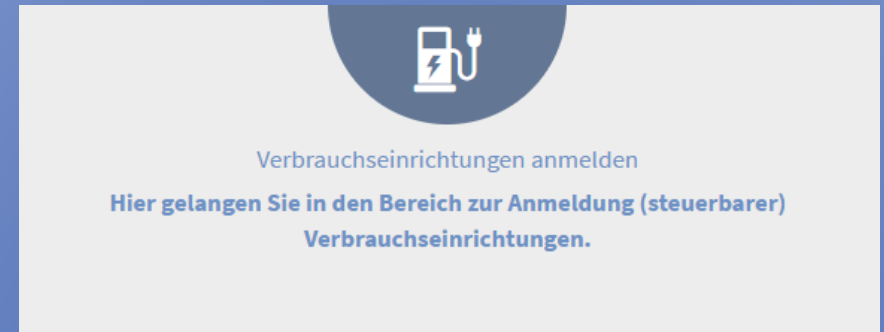 Verbrauchseinrichtungen anmelden
Hier gelangen Sie in den Bereich zur Anmeldung (steuerbarer)
Verbrauchseinrichtungen.